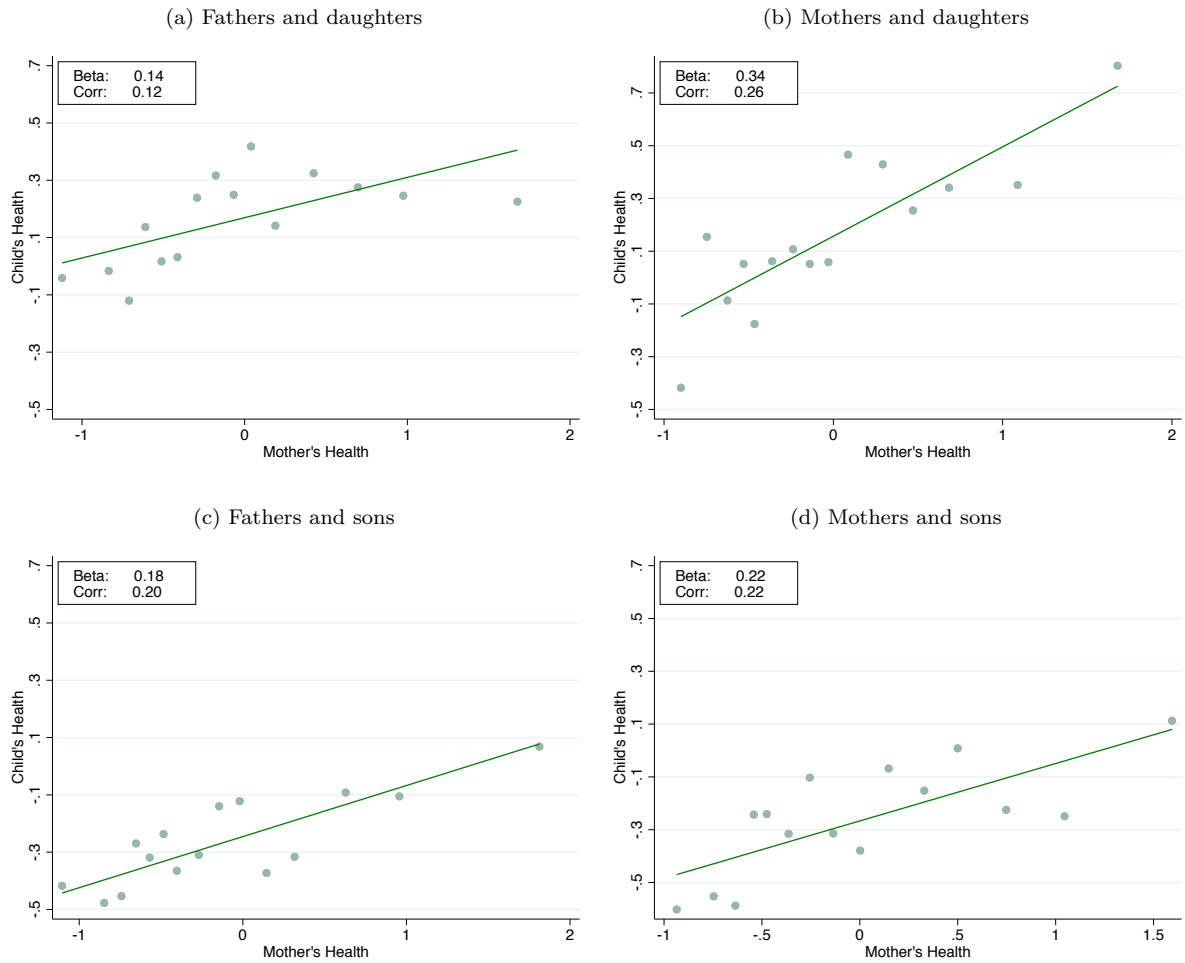 (a) Fathers and daughters
Beta: 0.14
Corr: 0.12
Child's Health
.7
.5
.3
.1
-.1
-.3
-.5
-1 0 1 2
Mother's Health
(b) Mothers and daughters
Beta: 0.34
Corr: 0.26
Child's Health
.7
.5
.3
.1
-.1
-.3
-.5
-1 0 1 2
Mother's Health
(c) Fathers and sons
Beta: 0.18
Corr: 0.20
Child's Health
.7
.5
.3
.1
-.1
-.3
-.5
-1 0 1 2
Mother's Health
(d) Mothers and sons
Beta: 0.22
Corr: 0.22
Child's Health
.7
.5
.3
.1
-.1
-.3
-.5
-1 -.5 0 .5 1 1.5
Mother's Health